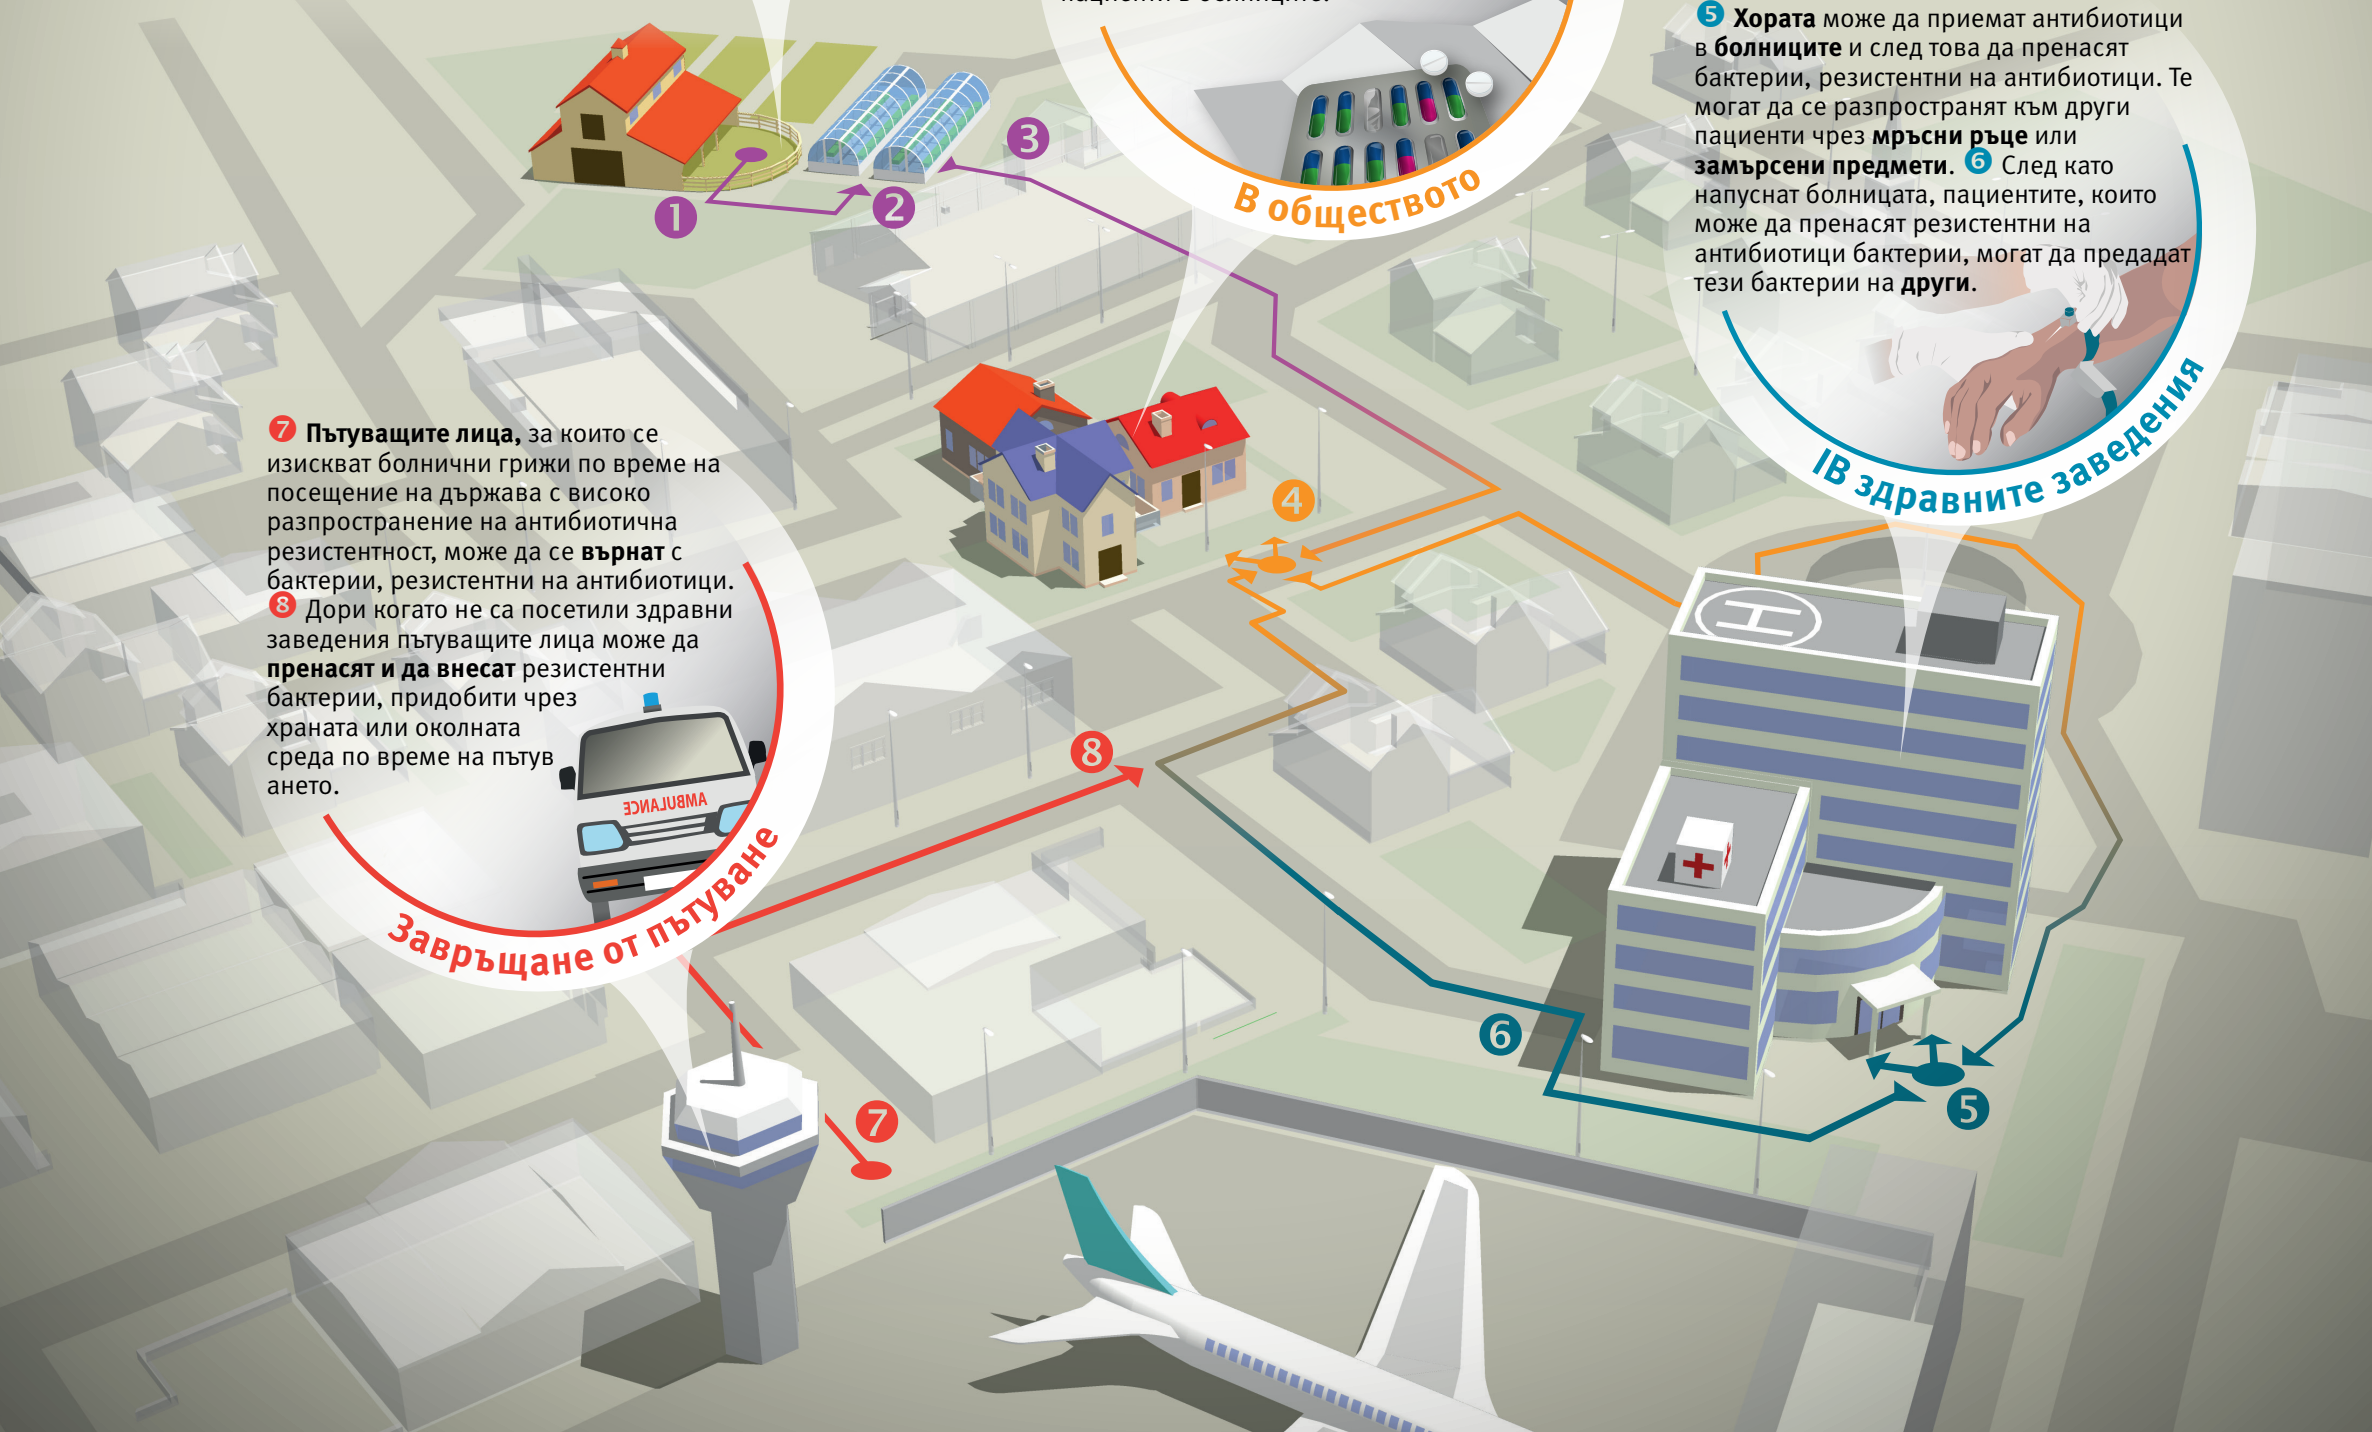 пациенти в болниците.
В обществото
5 Хората може да приемат антибиотици
в болниците и след това да пренасят
бактерии, резистентни на антибиотици. Те
могат да се разпространят към други
пациенти чрез мръсни ръце или
замърсени предмети. 6 След като
напуснат болницата, пациентите, които
може да пренасят резистентни на
антибиотици бактерии, могат да предадат
тези бактерии на други.
IВ здравните заведения
1
2
3
4
7 Пътуващите лица, за които се
изискват болнични грижи по време на
посещение на държава с високо
разпространение на антибиотична
резистентност, може да се върнат с
бактерии, резистентни на антибиотици.
8 Дори когато не са посетили здравни
заведения пътуващите лица може да
пренасят и да внесат резистентни
бактерии, придобити чрез
храната или околната
среда по време на пътув
ането.
AMBULANCE
Завръщане от пътуване
8
H
6
5
7